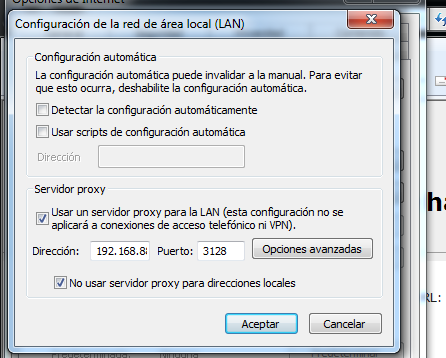 Opciones de Internet
Configuración de la red de área local (LAN)
Configuración automática
La configuración automática puede invalidar a la manual. Para evitar
que esto ocurra, deshabilite la configuración automática.
Detectar la configuración automáticamente
Usar scripts de configuración automática
Dirección
Servidor proxy
Usar un servidor proxy para la LAN (esta configuración no se
aplicará a conexiones de acceso telefónico ni VPN).
Dirección: 192.168.8 Puerto: 3128 Opciones avanzadas
No usar servidor proxy para direcciones locales
Aceptar Cancelar